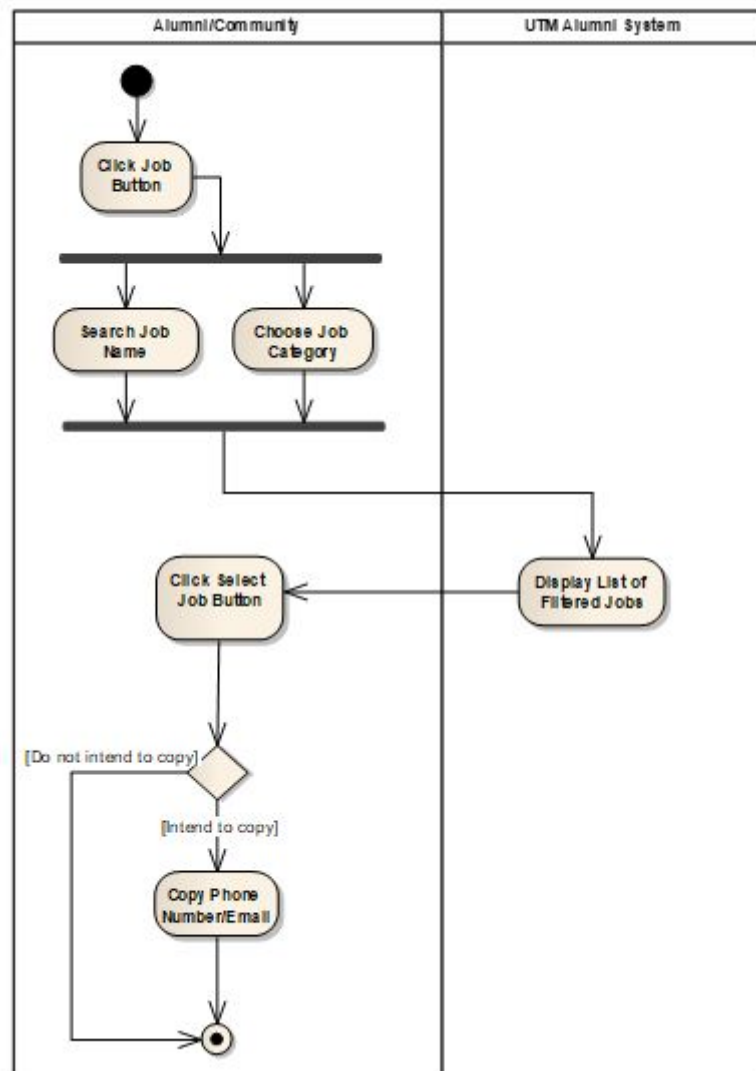 Alumni/Community
UTM Alumni System
Click Job
Button
Search Job
Name
Choose Job
Category
Display List of
Filtered Jobs
Click Select
Job Button
[Do not intend to copy]
[Intend to copy]
Copy Phone
Number/Email